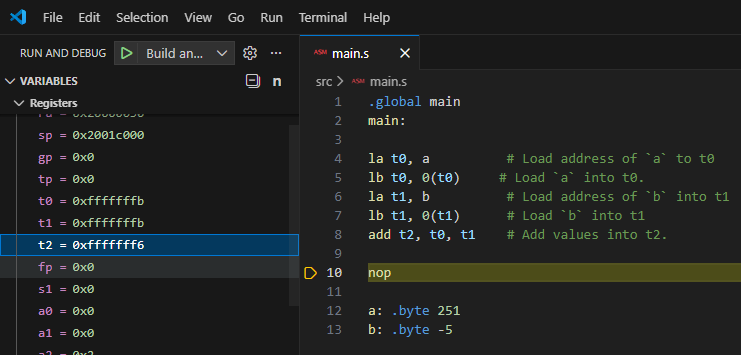 File Edit Selection View Go Run Terminal Help
RUN AND DEBUG Build an... ...
VARIABLES n
Registers
sp = 0x2001c000
gp = 0x0
tp = 0x0
t0 = 0xfffffffb
t1 = 0xfffffffb
t2 = 0xfffffff6
fp = 0x0
s1 = 0x0
a0 = 0x0
a1 = 0x0
ASM main.s
src > ASM main.s
1 .global main
2 main:
3
4 la t0, a # Load address of `a` to t0
5 lb t0, 0(t0) # Load `a` into t0.
6 la t1, b # Load address of `b` into t1
7 lb t1, 0(t1) # Load `b` into t1
8 add t2, t0, t1 # Add values into t2.
9
10 nop
11
12 a: .byte 251
13 b: .byte -5